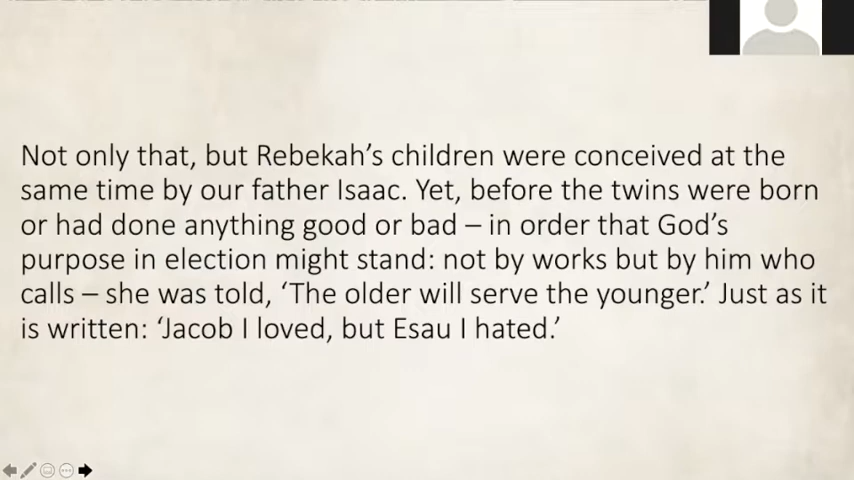 Not only that, but Rebekah’s children were conceived at the
same time by our father Isaac. Yet, before the twins were born
or had done anything good or bad – in order that God’s
purpose in election might stand: not by works but by him who
calls – she was told, ‘The older will serve the younger.’ Just as it
is written: ‘Jacob I loved, but Esau I hated.’